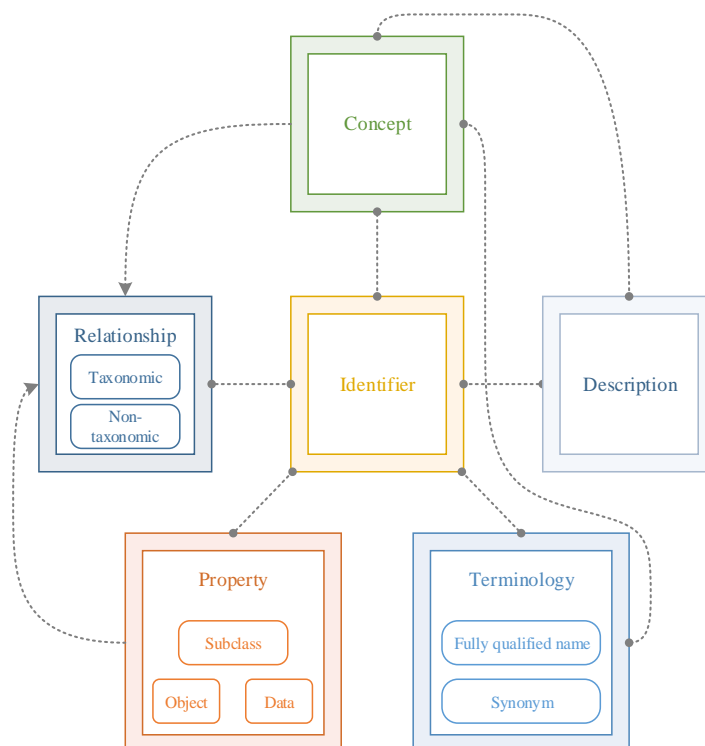 Concept
Relationship
Taxonomic
Non-
taxonomic
Identifier
Description
Property
Subclass
Object
Data
Terminology
Fully qualified name
Synonym